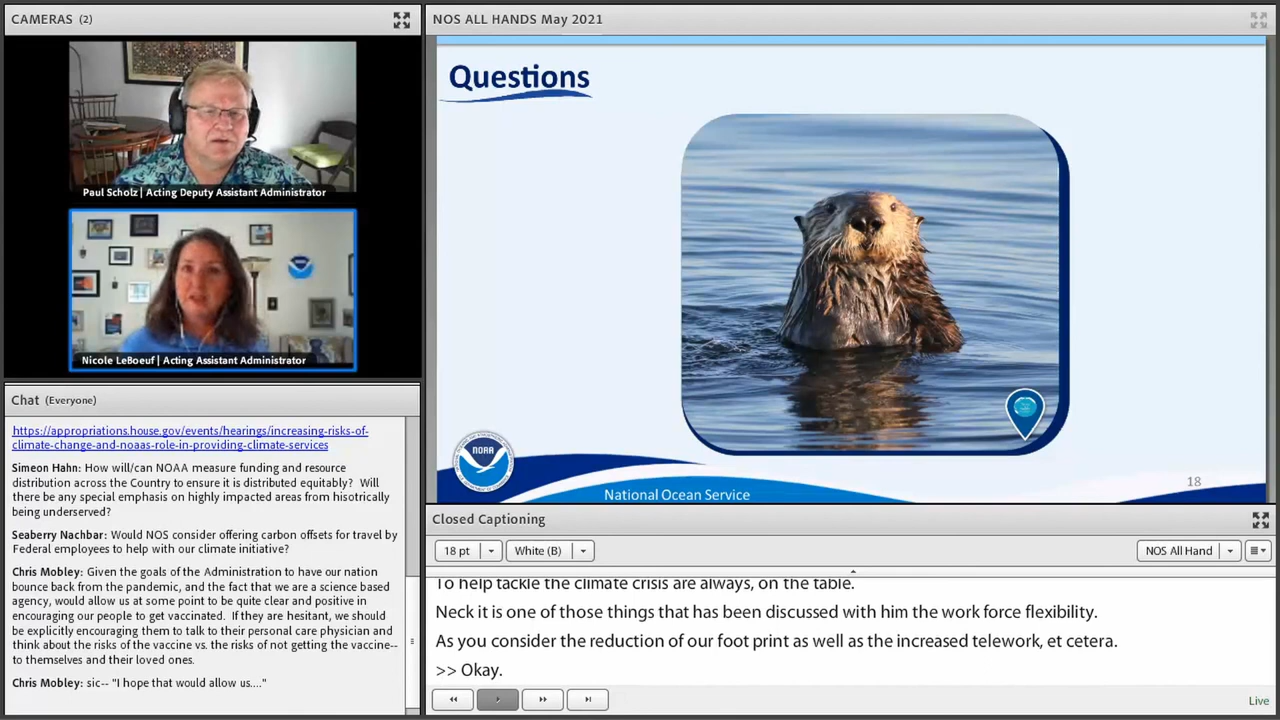 CAMERAS (2)
Paul Scholz | Acting Deputy Assistant Administrator
Nicole LeBoeuf | Acting Assistant Administrator
Chat (Everyone)
https://appropriations.house.gov/events/hearings/increasing-risks-of-
climate-change-and-noaas-role-in-providing-climate-services
Simeon Hahn: How will/can NOAA measure funding and resource
distribution across the Country to ensure it is distributed equitably? Will
there be any special emphasis on highly impacted areas from hisotrically
being underserved?
Seaberry Nachbar: Would NOS consider offering carbon offsets for travel by
Federal employees to help with our climate initiative?
Chris Mobley: Given the goals of the Administration to have our nation
bounce back from the pandemic, and the fact that we are a science based
agency, would allow us at some point to be quite clear and positive in
encouraging our people to get vaccinated. If they are hesitant, we should
be explicitly encouraging them to talk to their personal care physician and
think about the risks of the vaccine vs. the risks of not getting the vaccine--
to themselves and their loved ones.
Chris Mobley: sic-- "I hope that would allow us...."
NOS ALL HANDS May 2021
Questions
NOAA
National Ocean Service
18
Closed Captioning
18 pt
White (B)
NOS All Hand
To help tackle the climate crisis are always, on the table.
Neck it is one of those things that has been discussed with him the work force flexibility.
As you consider the reduction of our foot print as well as the increased telework, et cetera.
>> Okay.
Live